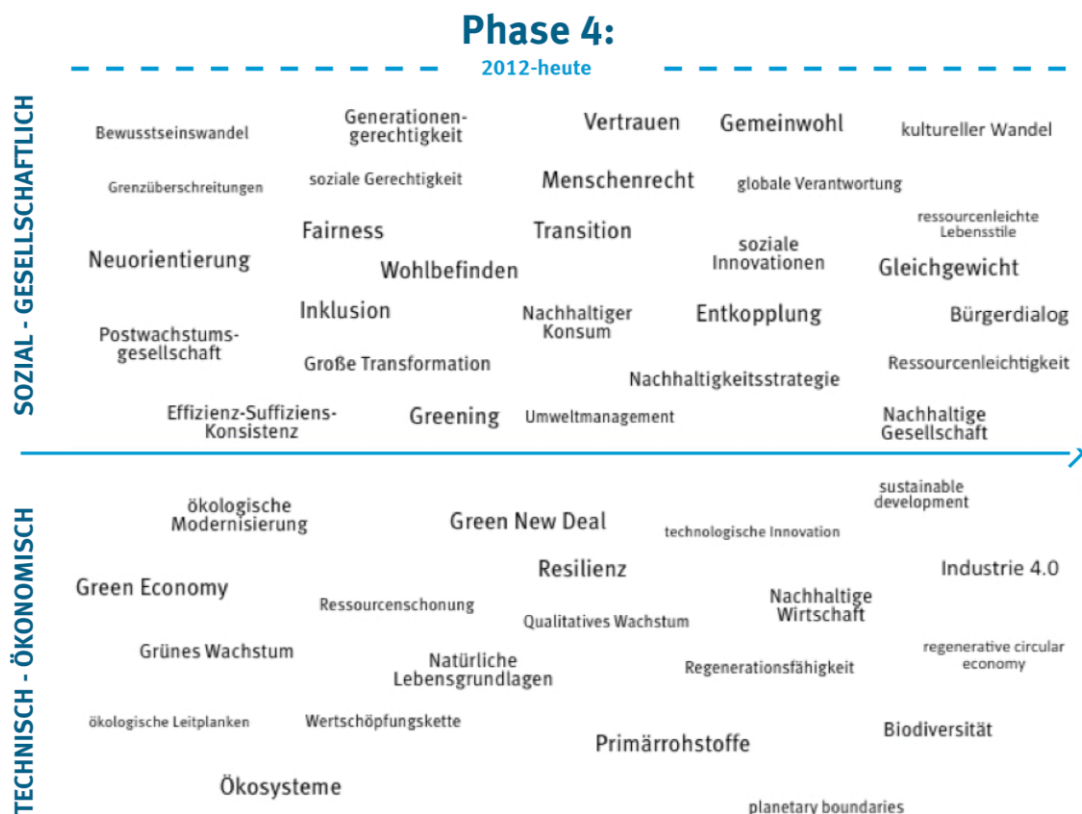 Phase 4:
2012-heute
SOZIAL - GESELLSCHAFTLICH
Bewusstseinswandel
Generationen-
gerechtigkeit
Vertrauen
Gemeinwohl
kultureller Wandel
Grenzüberschreitungen
soziale Gerechtigkeit
Menschenrecht
globale Verantwortung
ressourcenleichte
Lebensstile
Fairness
Transition
soziale
Innovationen
Neuorientierung
Wohlbefinden
Gleichgewicht
Inklusion
Nachhaltiger
Konsum
Entkopplung
Bürgerdialog
Postwachstums-
gesellschaft
Große Transformation
Nachhaltigkeitsstrategie
Ressourcenleichtigkeit
Effizienz-Suffiziens-
Konsistenz
Greening
Umweltmanagement
Nachhaltige
Gesellschaft
TECHNISCH - ÖKONOMISCH
ökologische
Modernisierung
Green New Deal
technologische Innovation
sustainable
development
Green Economy
Resilienz
Industrie 4.0
Ressourcenschonung
Qualitatives Wachstum
Nachhaltige
Wirtschaft
Grünes Wachstum
Natürliche
Lebensgrundlagen
Regenerationsfähigkeit
regenerative circular
economy
ökologische Leitplanken
Wertschöpfungskette
Primärrohstoffe
Biodiversität
Ökosysteme
planetary boundaries